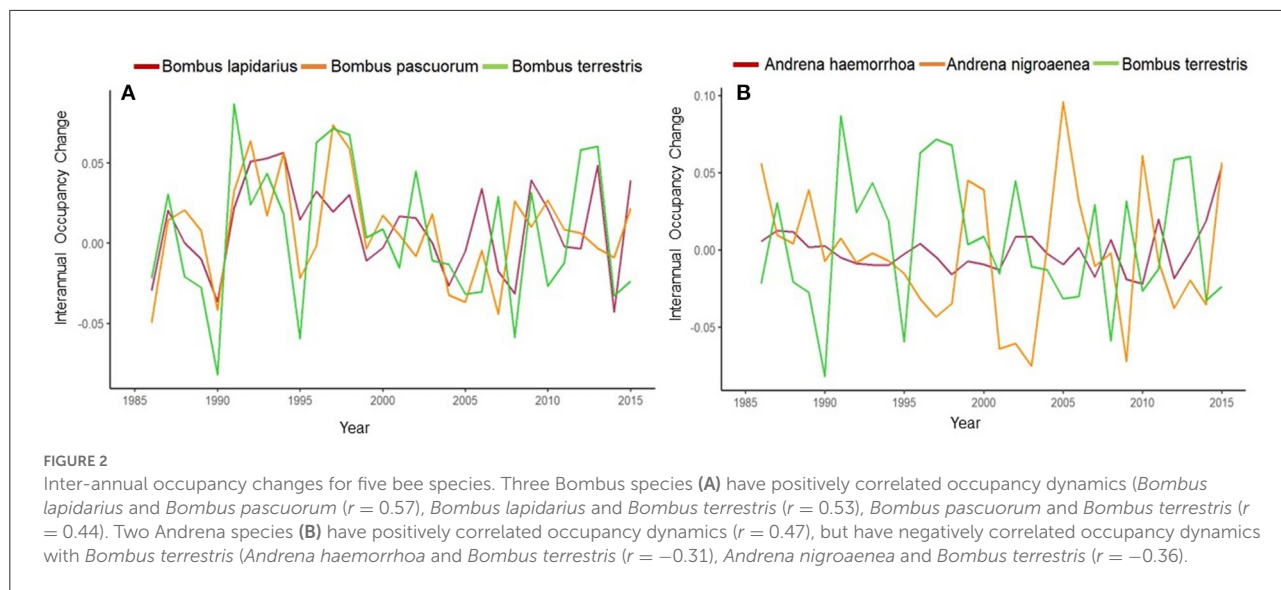 Bombus lapidarius Bombus pascuorum Bombus terrestris
A
Interannual Occupancy Change
0.05
0.00
-0.05
1985 1990 1995 2000 2005 2010 2015
Year
Andrena haemorrhoa Andrena nigroaenea Bombus terrestris
B
Interannual Occupancy Change
0.10
0.05
0.00
-0.05
1985 1990 1995 2000 2005 2010 2015
Year
FIGURE 2
Inter-annual occupancy changes for five bee species. Three Bombus species (A) have positively correlated occupancy dynamics (Bombus
lapidarius and Bombus pascuorum (r = 0.57), Bombus lapidarius and Bombus terrestris (r = 0.53), Bombus pascuorum and Bombus terrestris (r
= 0.44). Two Andrena species (B) have positively correlated occupancy dynamics (r = 0.47), but have negatively correlated occupancy dynamics
with Bombus terrestris (Andrena haemorrhoa and Bombus terrestris (r = −0.31), Andrena nigroaenea and Bombus terrestris (r = −0.36).